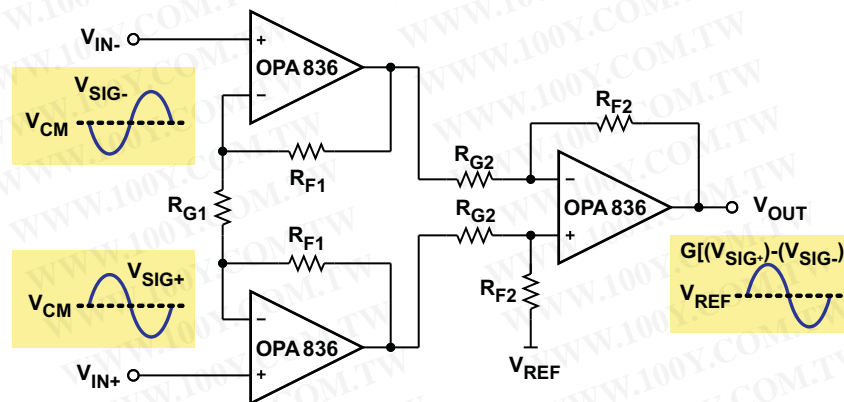 VIN-
+
OPA 836
−
VSIG-
VCM
RF1
RG1
RF1
VSIG+
VCM
−
OPA 836
+
VIN+
RG2
RF2
−
OPA 836
+
RG2
RF2
VREF
VOUT
G[(VSIG+)-(VSIG-)]
VREF
WWW.100Y.COM.TW